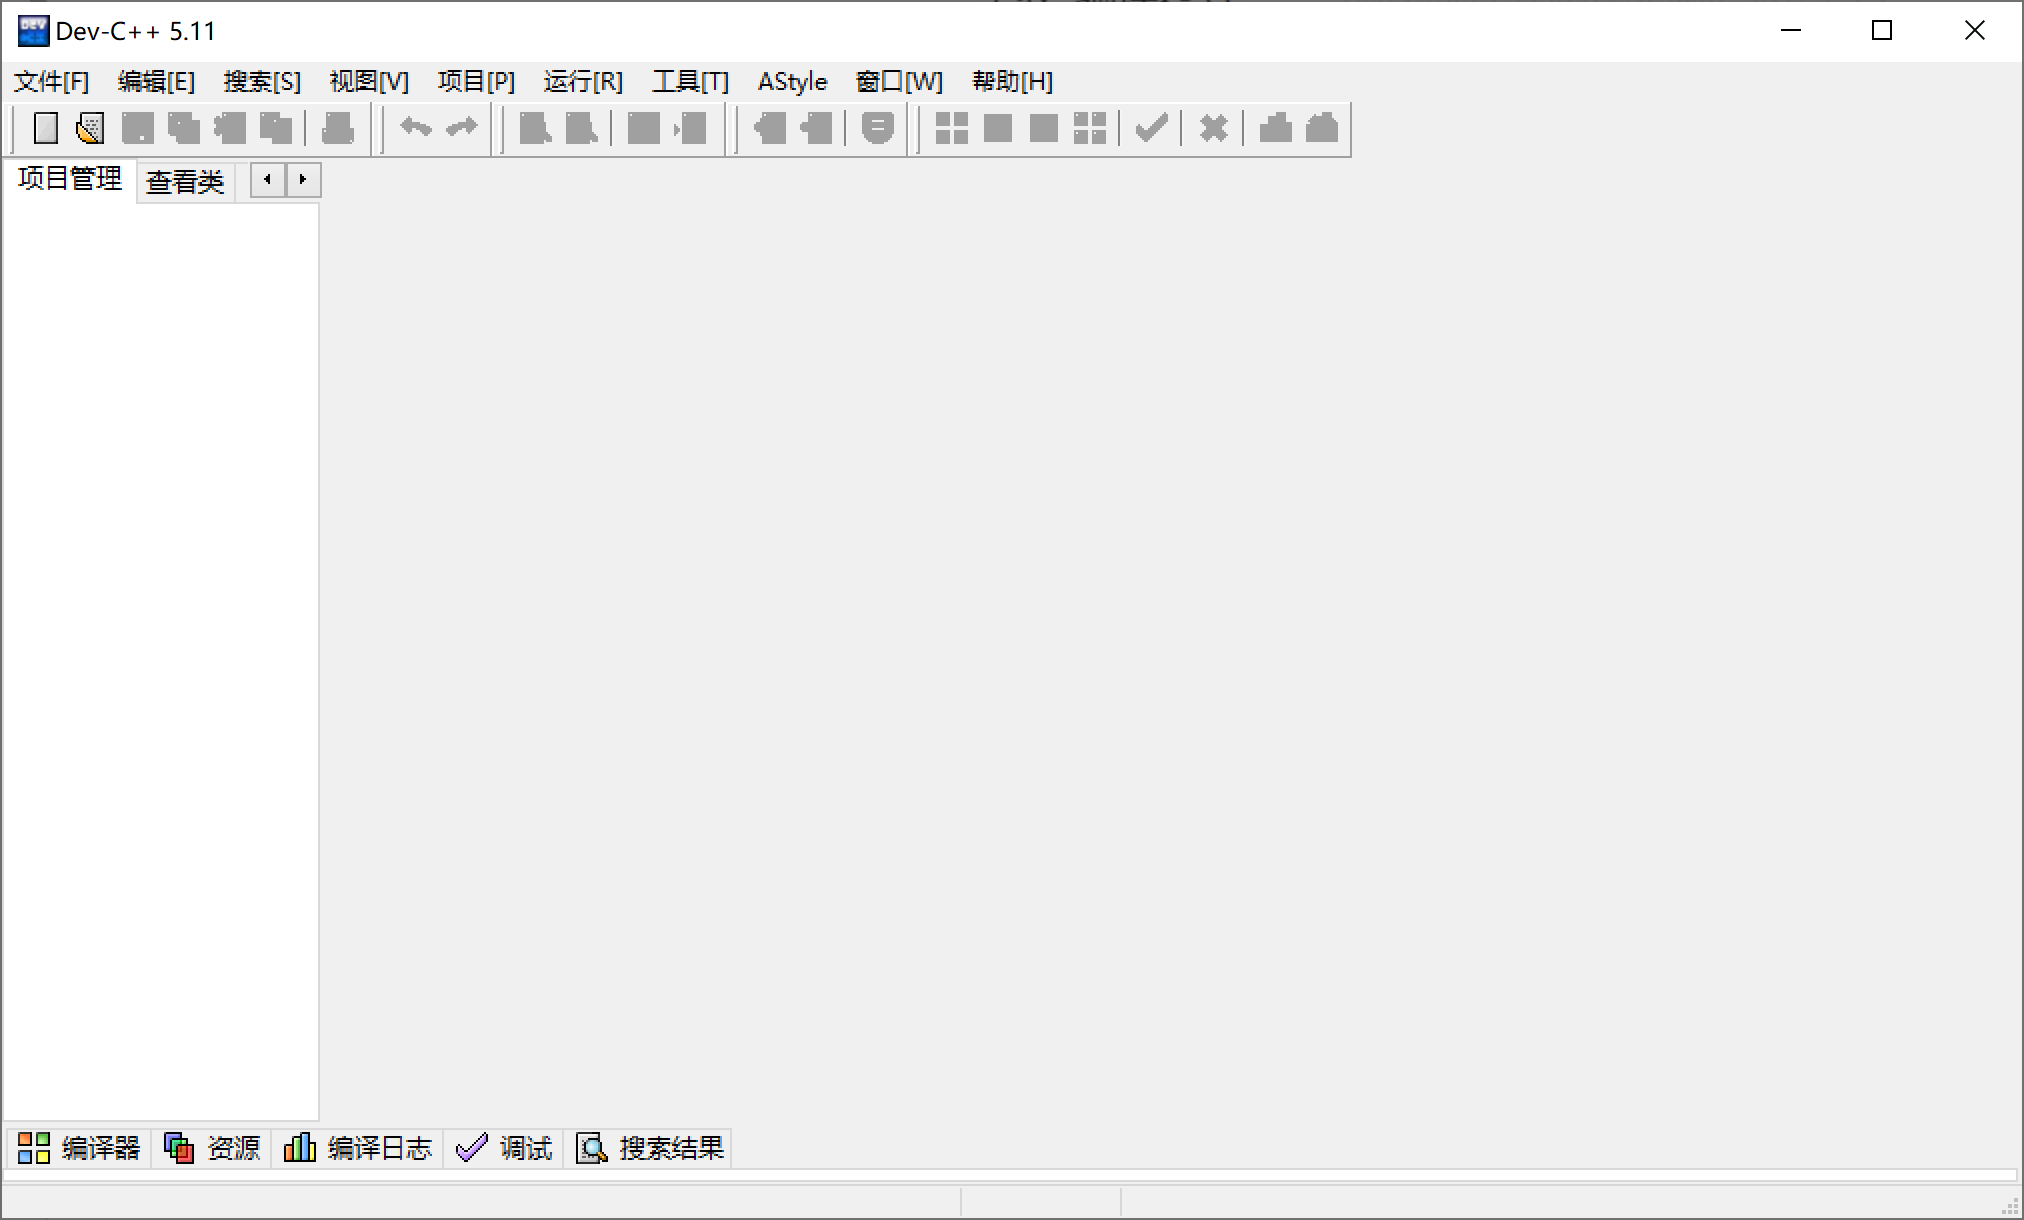 Dev-C++ 5.11
文件[F] 编辑[E] 搜索[S] 视图[V] 项目[P] 运行[R] 工具[T] AStyle 窗口[W] 帮助[H]
项目管理 查看类
编译器 资源 编译日志 调试 搜索结果